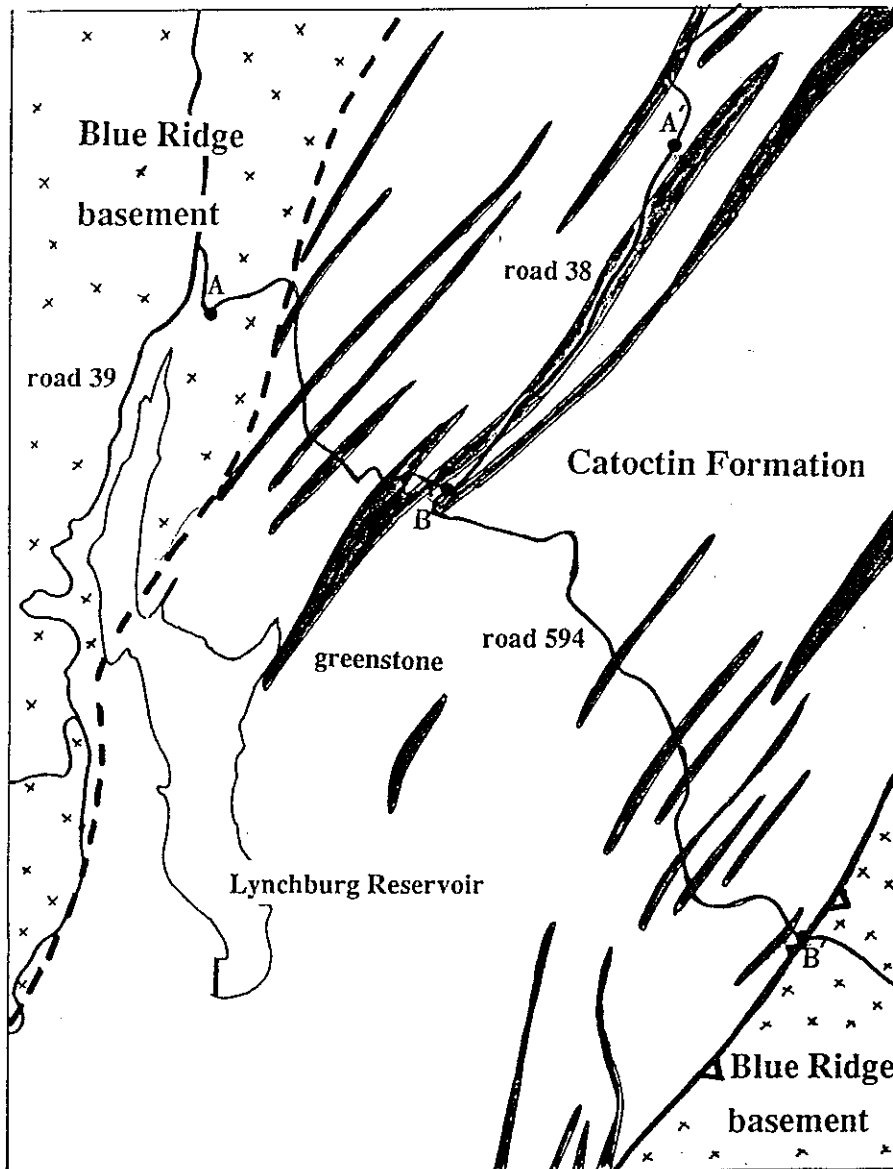 Blue Ridge
basement
A´
A
road 38
road 39
Catoctin Formation
B
road 594
greenstone
Lynchburg Reservoir
B´
Blue Ridge
basement